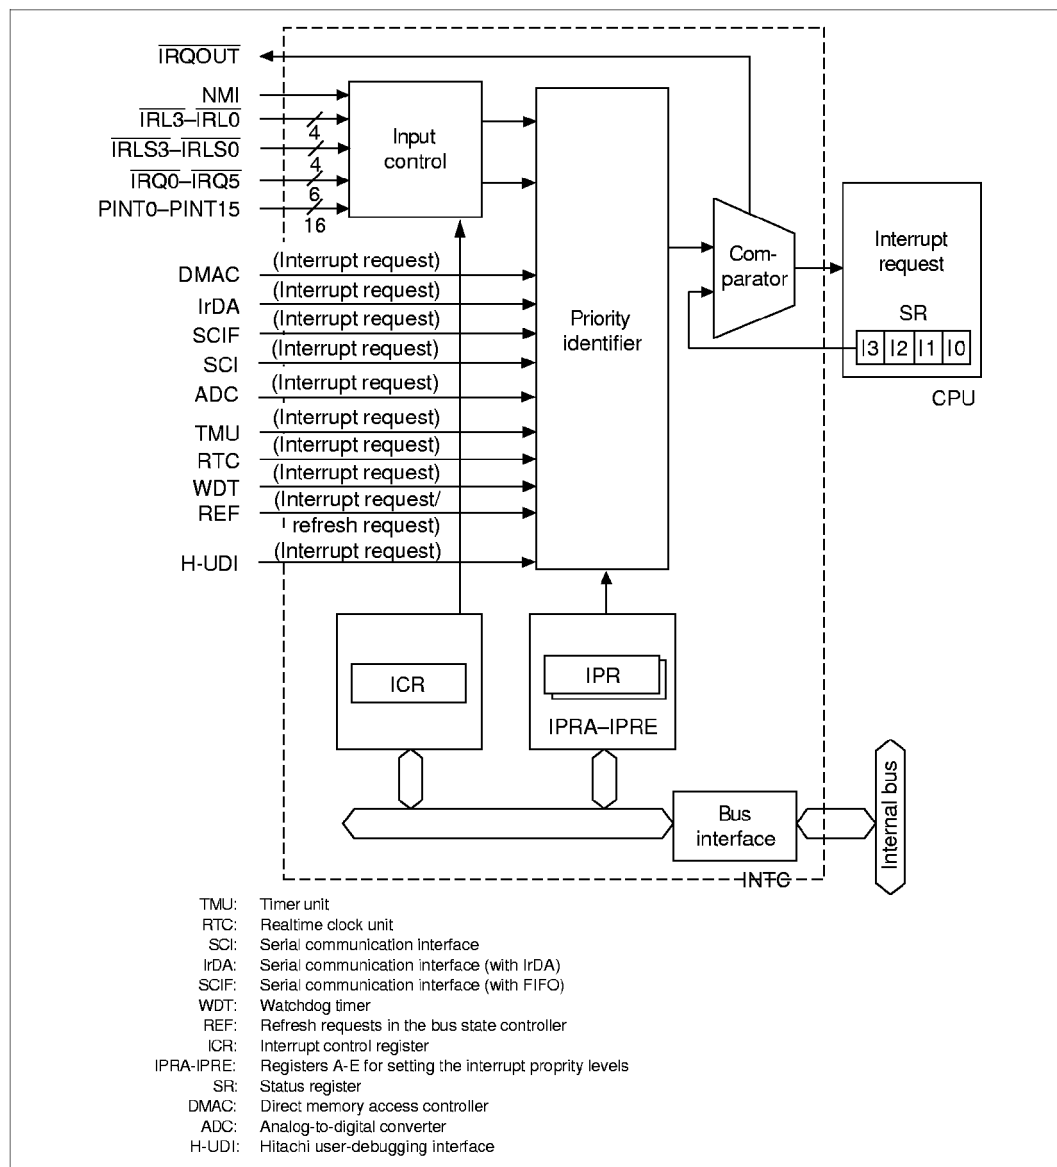 IRQOUT
NMI
IRL3–IRL0
4
IRLS3–IRLS0
4
IRQ0–IRQ5
6
PINT0–PINT15
16
Input
control
DMAC
(Interrupt request)
IrDA
(Interrupt request)
SCIF
(Interrupt request)
SCI
(Interrupt request)
ADC
(Interrupt request)
TMU
(Interrupt request)
RTC
(Interrupt request)
WDT
(Interrupt request)
REF
(Interrupt request/
refresh request)
H-UDI
(Interrupt request)
Priority
identifier
Com-
parator
Interrupt
request
SR
I3 I2 I1 I0
CPU
ICR
IPR
IPRA–IPRE
Bus
interface
Internal bus
INTC
TMU: Timer unit
RTC: Realtime clock unit
SCI: Serial communication interface
IrDA: Serial communication interface (with IrDA)
SCIF: Serial communication interface (with FIFO)
WDT: Watchdog timer
REF: Refresh requests in the bus state controller
ICR: Interrupt control register
IPRA-IPRE: Registers A-E for setting the interrupt proprity levels
SR: Status register
DMAC: Direct memory access controller
ADC: Analog-to-digital converter
H-UDI: Hitachi user-debugging interface